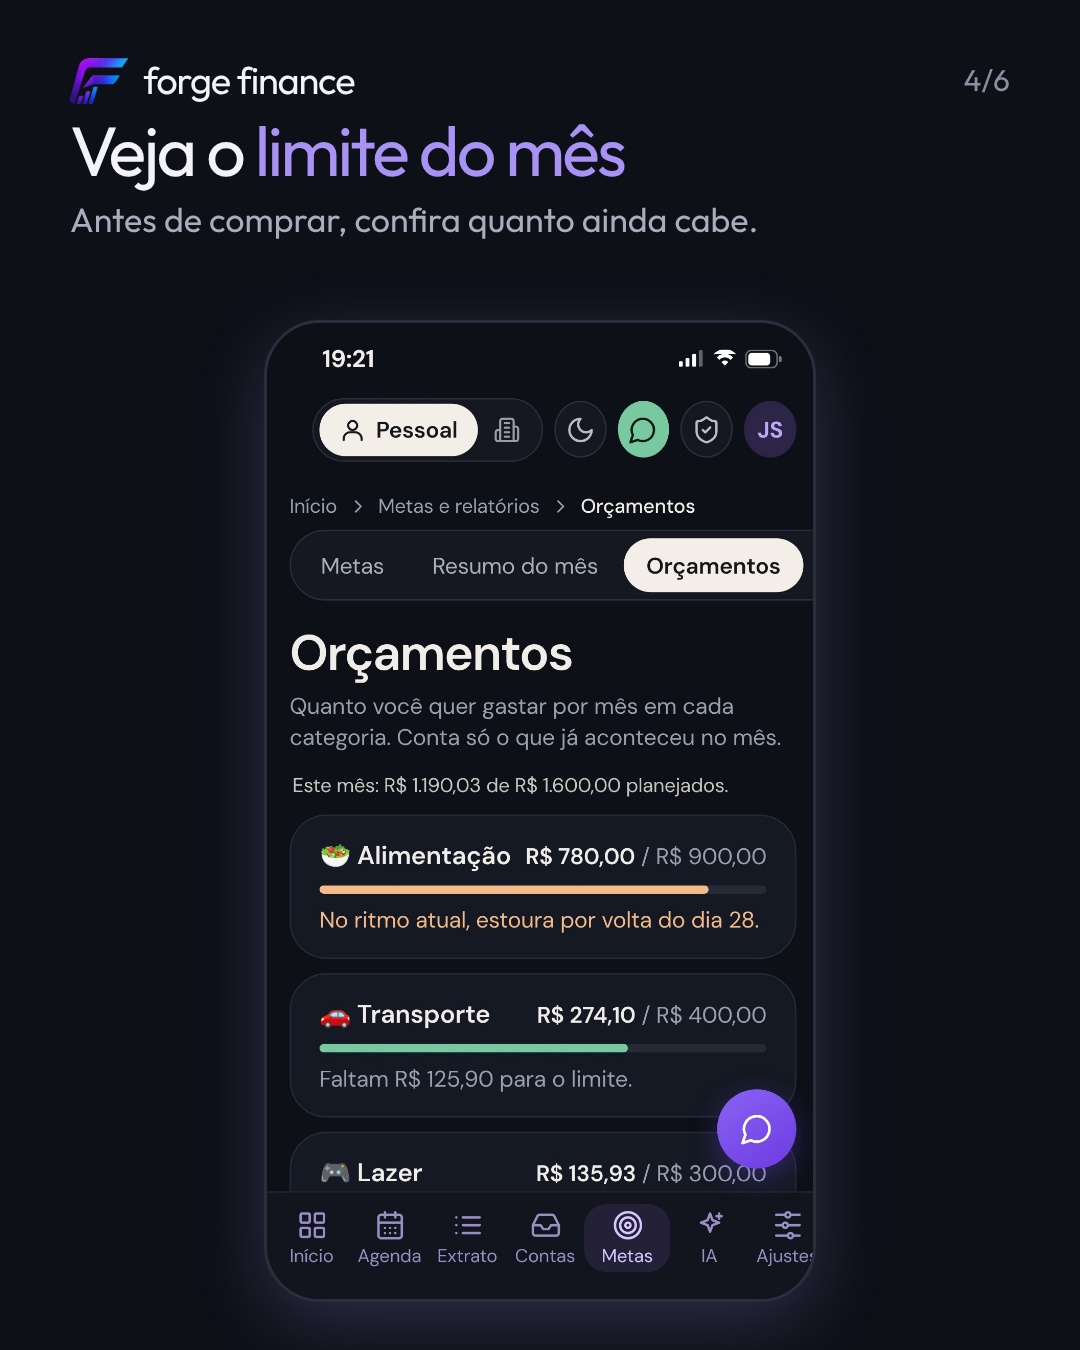 forge finance
4/6
Veja o limite do mês
Antes de comprar, confira quanto ainda cabe.
19:21
Pessoal
JS
Início > Metas e relatórios > Orçamentos
Metas Resumo do mês Orçamentos
Orçamentos
Quanto você quer gastar por mês em cada
categoria. Conta só o que já aconteceu no mês.
Este mês: R$ 1.190,03 de R$ 1.600,00 planejados.
Alimentação R$ 780,00 / R$ 900,00
No ritmo atual, estoura por volta do dia 28.
Transporte R$ 274,10 / R$ 400,00
Faltam R$ 125,90 para o limite.
Lazer R$ 135,93 / R$ 300,00
Início Agenda Extrato Contas Metas IA Ajustes